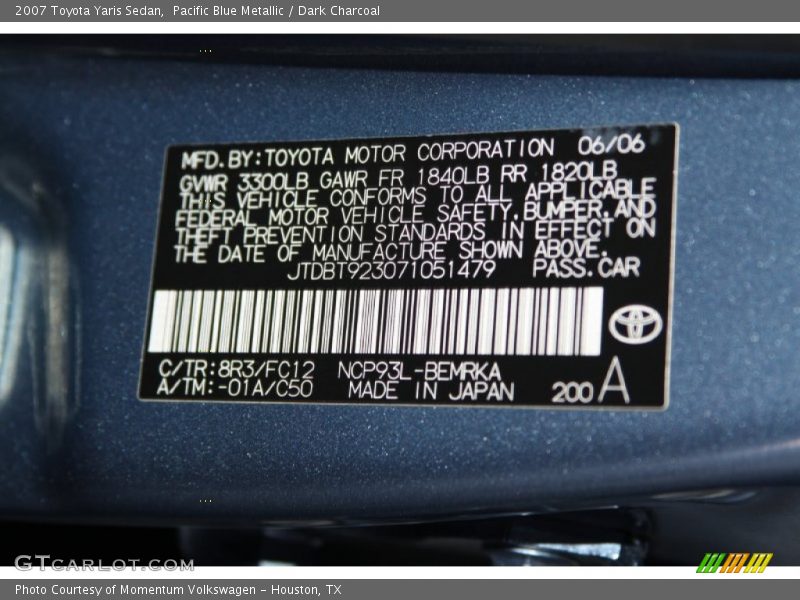 2007 Toyota Yaris Sedan,  Pacific Blue Metallic / Dark Charcoal
MFD. BY: TOYOTA MOTOR CORPORATION 06/06
GVWR 3300LB GAWR FR 1840LB RR 1820LB
THIS VEHICLE CONFORMS TO ALL APPLICABLE
FEDERAL MOTOR VEHICLE SAFETY, BUMPER, AND
THEFT PREVENTION STANDARDS IN EFFECT ON
THE DATE OF MANUFACTURE SHOWN ABOVE.
JTDBT923071051479 PASS. CAR
C/TR: 8R3/FC12 NCP93L-BEMRKA
A/TM: -01A/C50 MADE IN JAPAN 200A
GTCARLOT.COM
Photo Courtesy of Momentum Volkswagen - Houston, TX